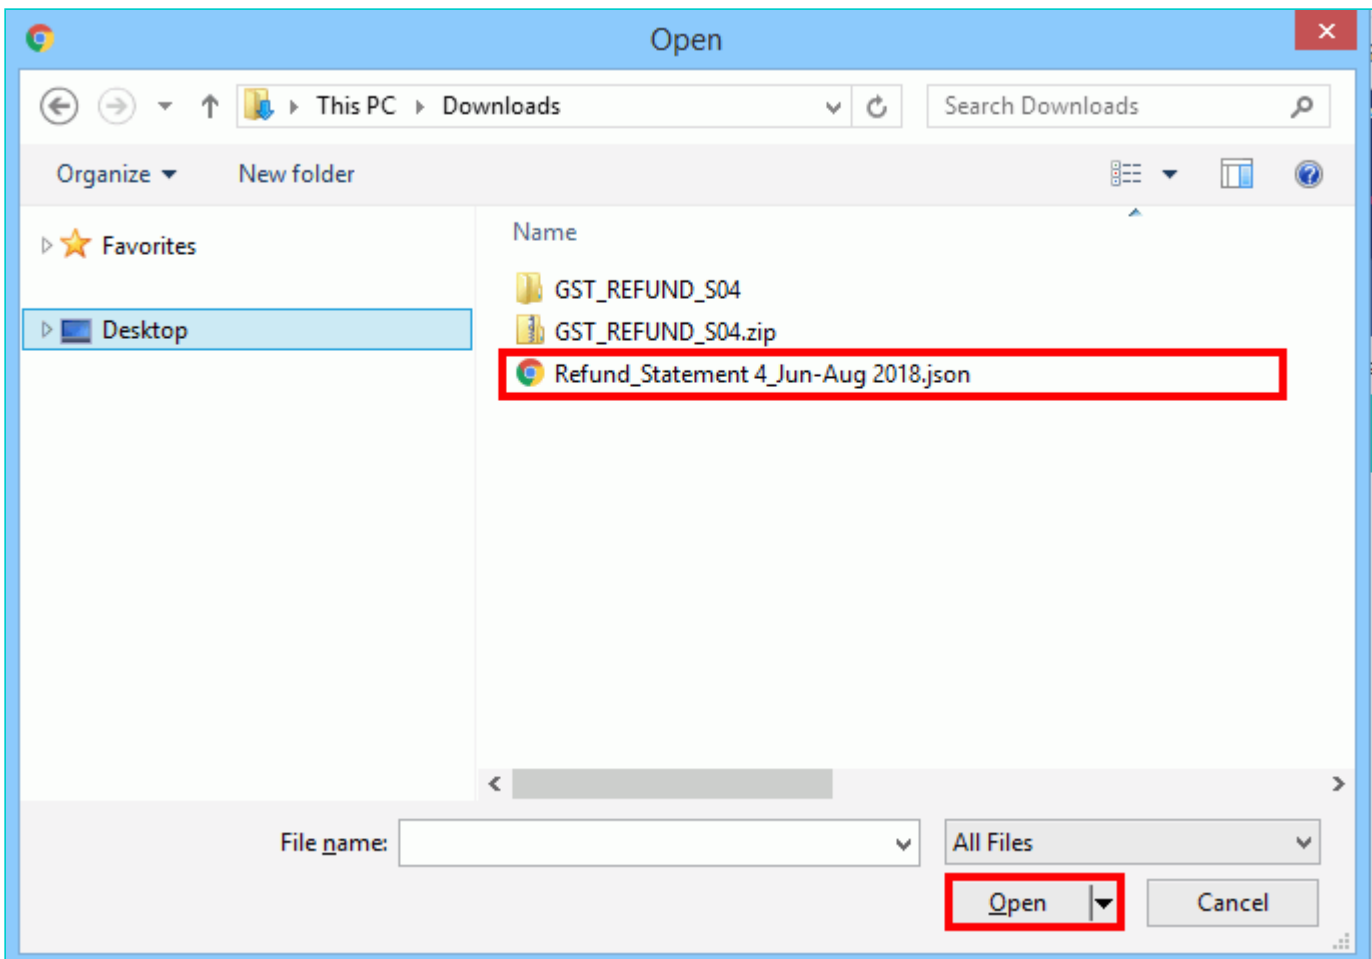 Open
This PC Downloads
Search Downloads
Organize New folder
Favorites
Desktop
Name
GST_REFUND_S04
GST_REFUND_S04.zip
Refund_Statement 4_Jun-Aug 2018.json
File name:
All Files
Open Cancel